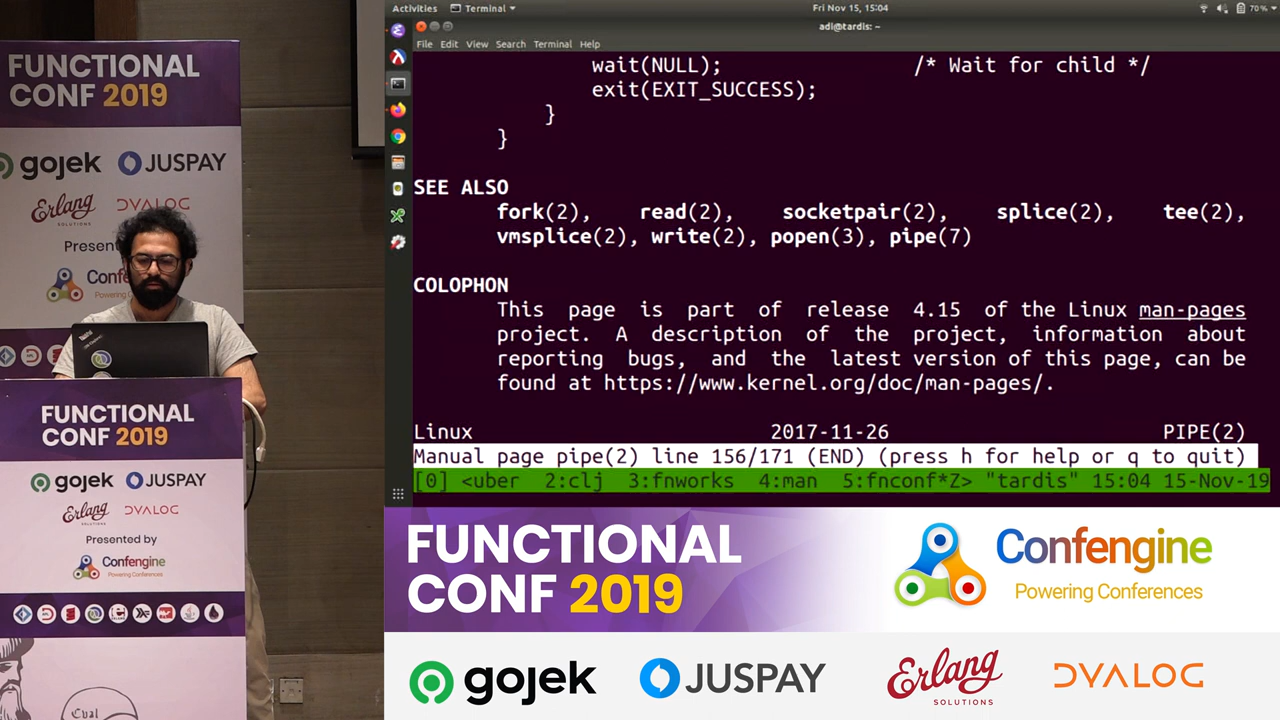 FUNCTIONAL
CONF 2019
gojek JUSPAY
Erlang DYALOG
SOLUTIONS
Present
Confen
Powering
FUNCTIONAL
CONF 2019
gojek JUSPAY
Erlang DYALOG
SOLUTIONS
Presented by
Confengine
Powering Conferences
Eval
Activities Terminal Fri Nov 15, 15:04 70%
adi@tardis: ~
File Edit View Search Terminal Help
wait(NULL); /* Wait for child */
exit(EXIT_SUCCESS);
}
}
SEE ALSO
fork(2), read(2), socketpair(2), splice(2), tee(2),
vmsplice(2), write(2), popen(3), pipe(7)
COLOPHON
This page is part of release 4.15 of the Linux man-pages
project. A description of the project, information about
reporting bugs, and the latest version of this page, can be
found at https://www.kernel.org/doc/man-pages/.
Linux 2017-11-26 PIPE(2)
Manual page pipe(2) line 156/171 (END) (press h for help or q to quit)
[0] <uber 2:clj 3:fnworks 4:man 5:fnconf*Z> "tardis" 15:04 15-Nov-19
FUNCTIONAL
CONF 2019
Confengine
Powering Conferences
gojek JUSPAY Erlang DYALOG
SOLUTIONS